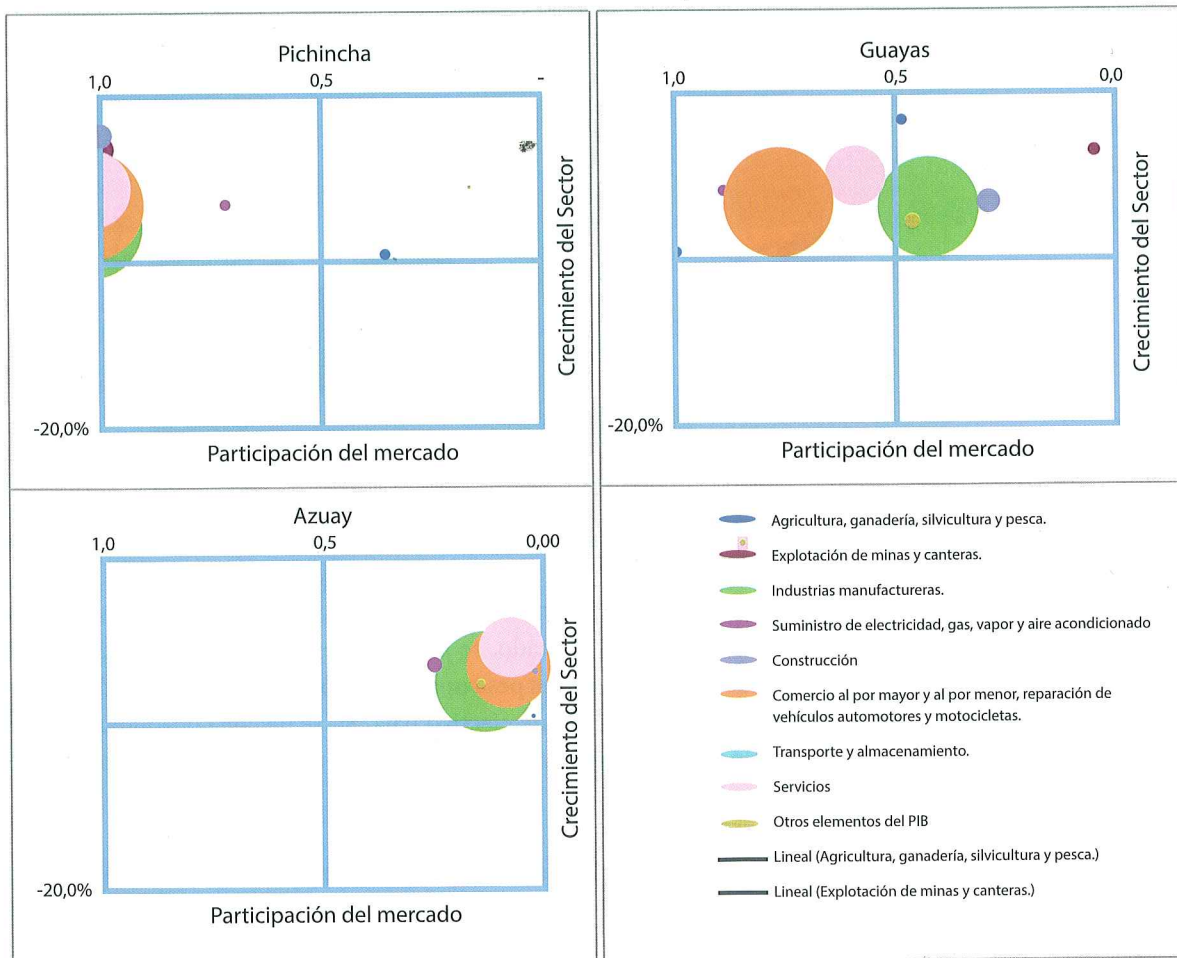 Pichincha
1,0 0,5 -
Crecimiento del Sector
-20,0%
Participación del mercado
Guayas
1,0 0,5 0,0
Crecimiento del Sector
-20,0%
Participación del mercado
Azuay
1,0 0,5 0,00
Crecimiento del Sector
-20,0%
Participación del mercado
Agricultura, ganadería, silvicultura y pesca.
Explotación de minas y canteras.
Industrias manufactureras.
Suministro de electricidad, gas, vapor y aire acondicionado
Construcción
Comercio al por mayor y al por menor, reparación de
vehículos automotores y motocicletas.
Transporte y almacenamiento.
Servicios
Otros elementos del PIB
Lineal (Agricultura, ganadería, silvicultura y pesca.)
Lineal (Explotación de minas y canteras.)